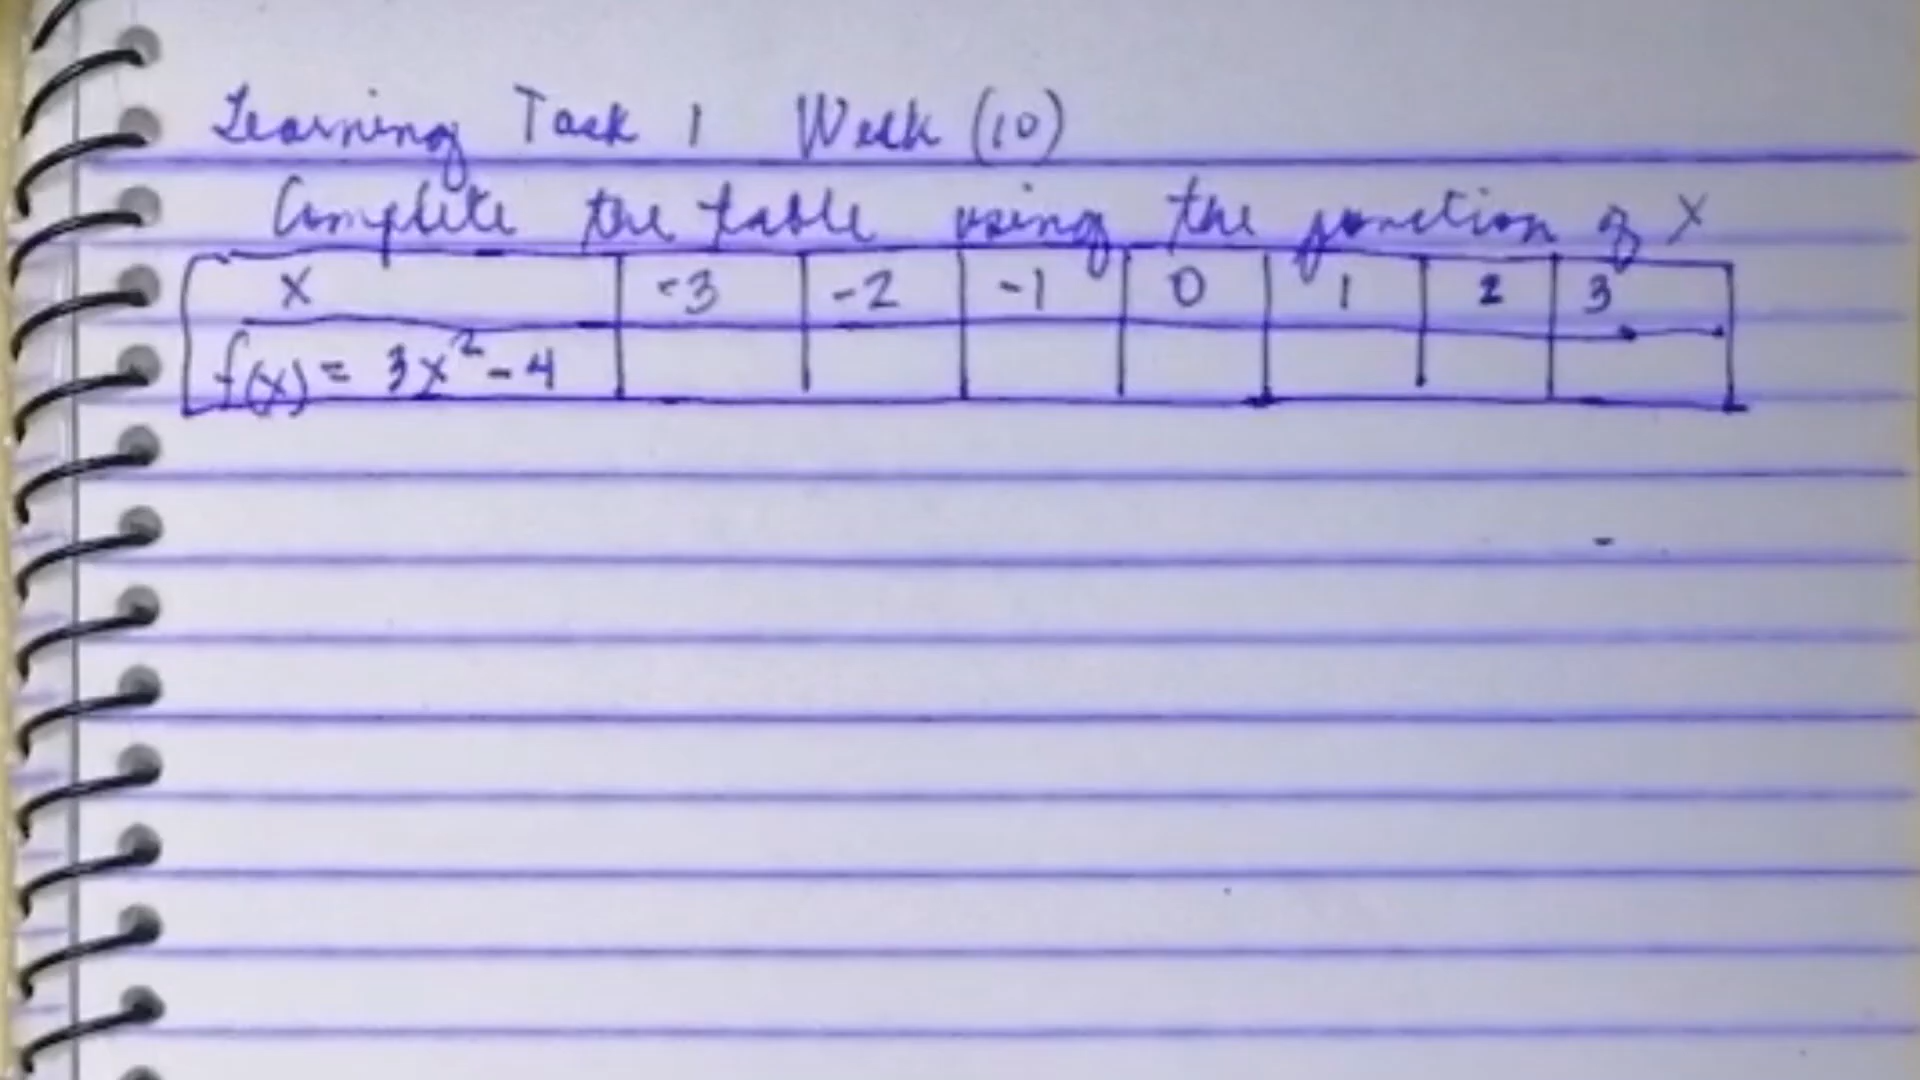 Learning Task 1 Week (10)
Complete the table using the function of X
X -3 -2 -1 0 1 2 3
f(x) = 3x² - 4